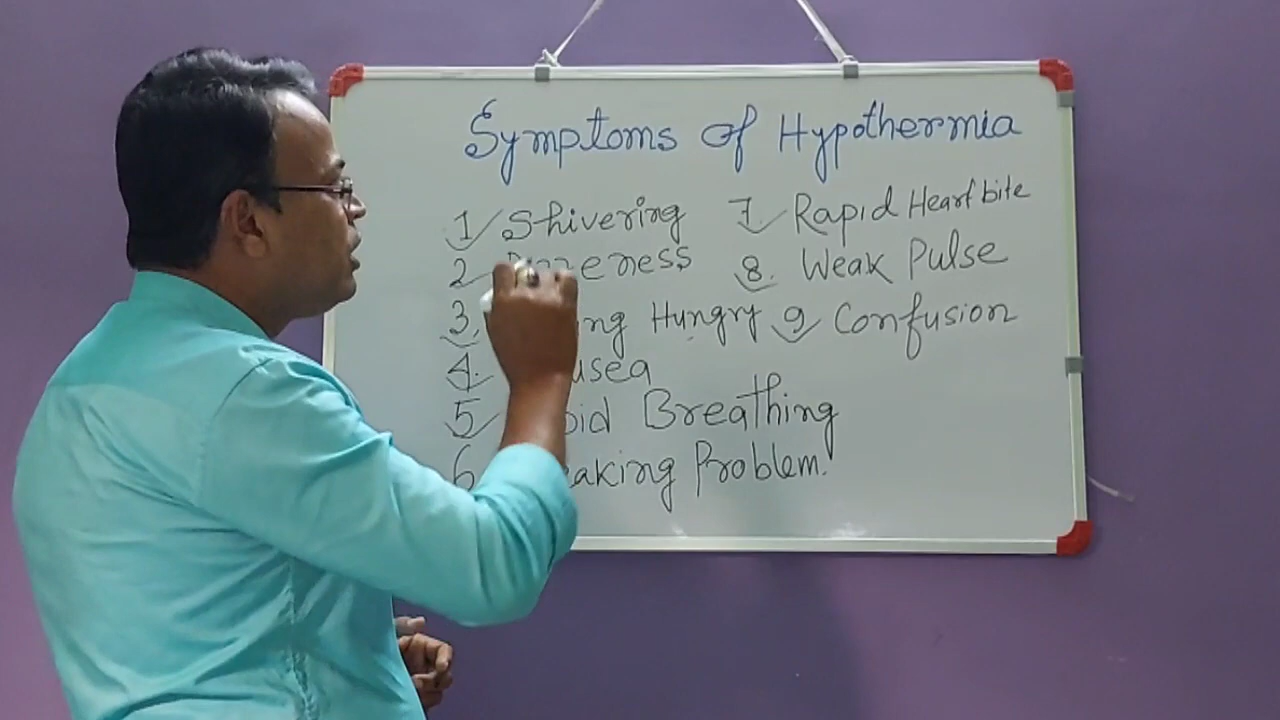 Symptoms of Hypothermia
1. Shivering
2.
3. Hungry
4.
5. Breathing
6. Problem.
7. Rapid Heart bite
8. Weak Pulse
9. Confusion